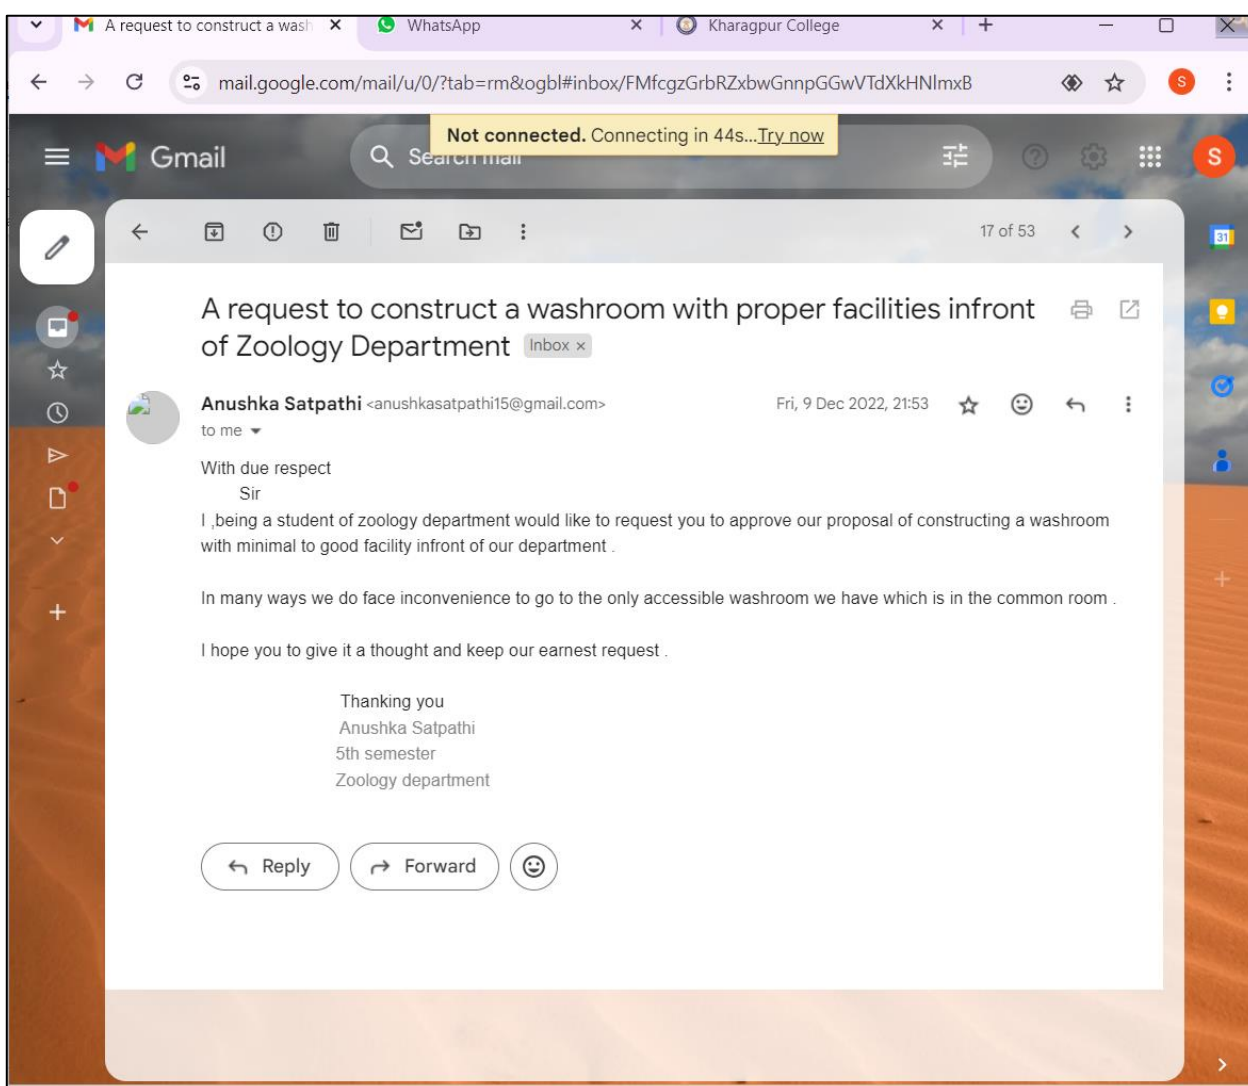 A request to construct a wash
WhatsApp
Kharagpur College
mail.google.com/mail/u/0/?tab=rm&ogbl#inbox/FMfcgzGrbRZxbwGnnpGGwVTdXkHNlmxB
S
Not connected. Connecting in 44s...Try now
Gmail
Search mail
S
17 of 53
31
A request to construct a washroom with proper facilities infront
of Zoology Department Inbox ×
Anushka Satpathi <anushkasatpathi15@gmail.com>
Fri, 9 Dec 2022, 21:53
to me
With due respect
Sir
I ,being a student of zoology department would like to request you to approve our proposal of constructing a washroom
with minimal to good facility infront of our department .
In many ways we do face inconvenience to go to the only accessible washroom we have which is in the common room .
I hope you to give it a thought and keep our earnest request .
Thanking you
Anushka Satpathi
5th semester
Zoology department
Reply
Forward